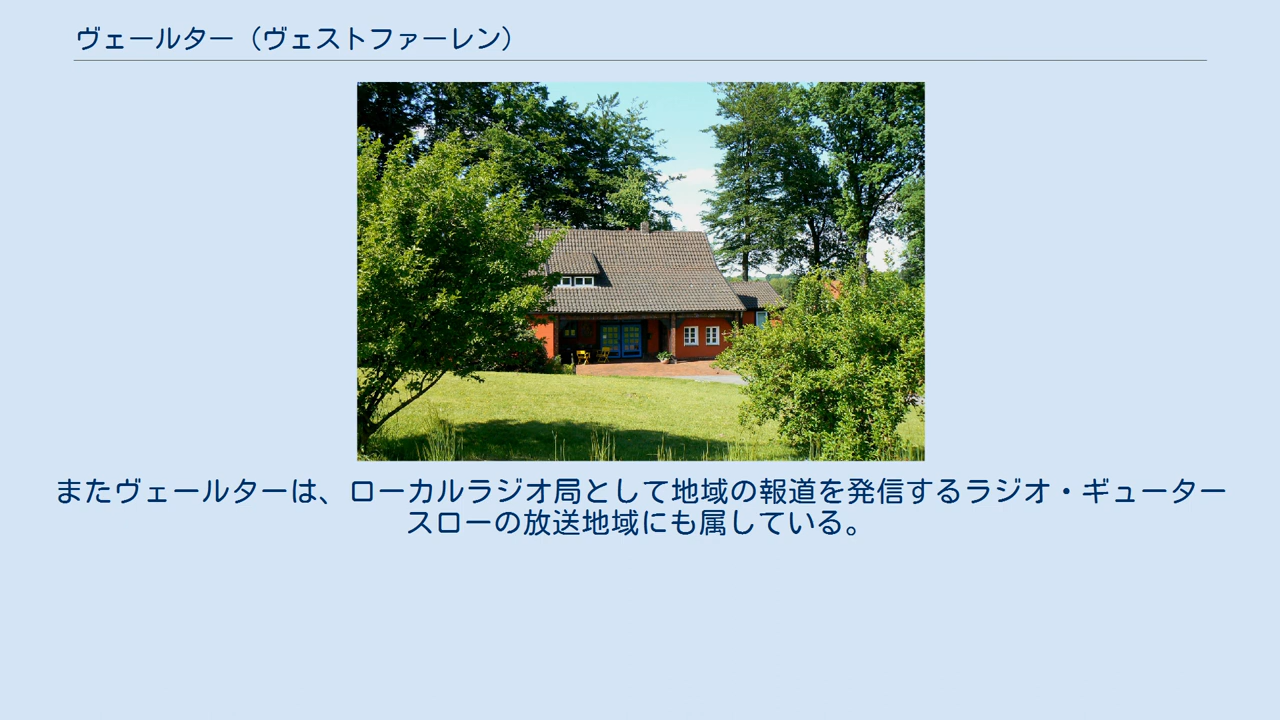 ヴェールター（ヴェストファーレン）
またヴェールターは、ローカルラジオ局として地域の報道を発信するラジオ・ギューター
スローの放送地域にも属している。